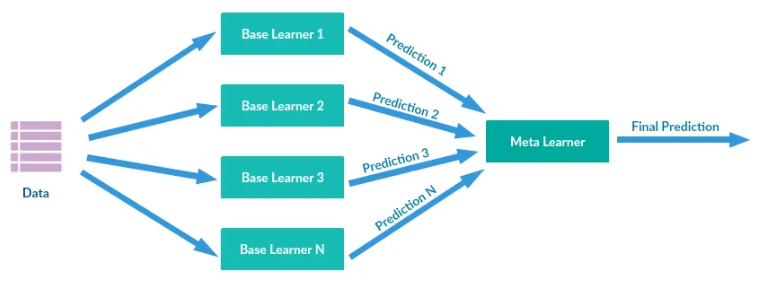 Data
Base Learner 1
Base Learner 2
Base Learner 3
Base Learner N
Prediction 1
Prediction 2
Prediction 3
Prediction N
Meta Learner
Final Prediction